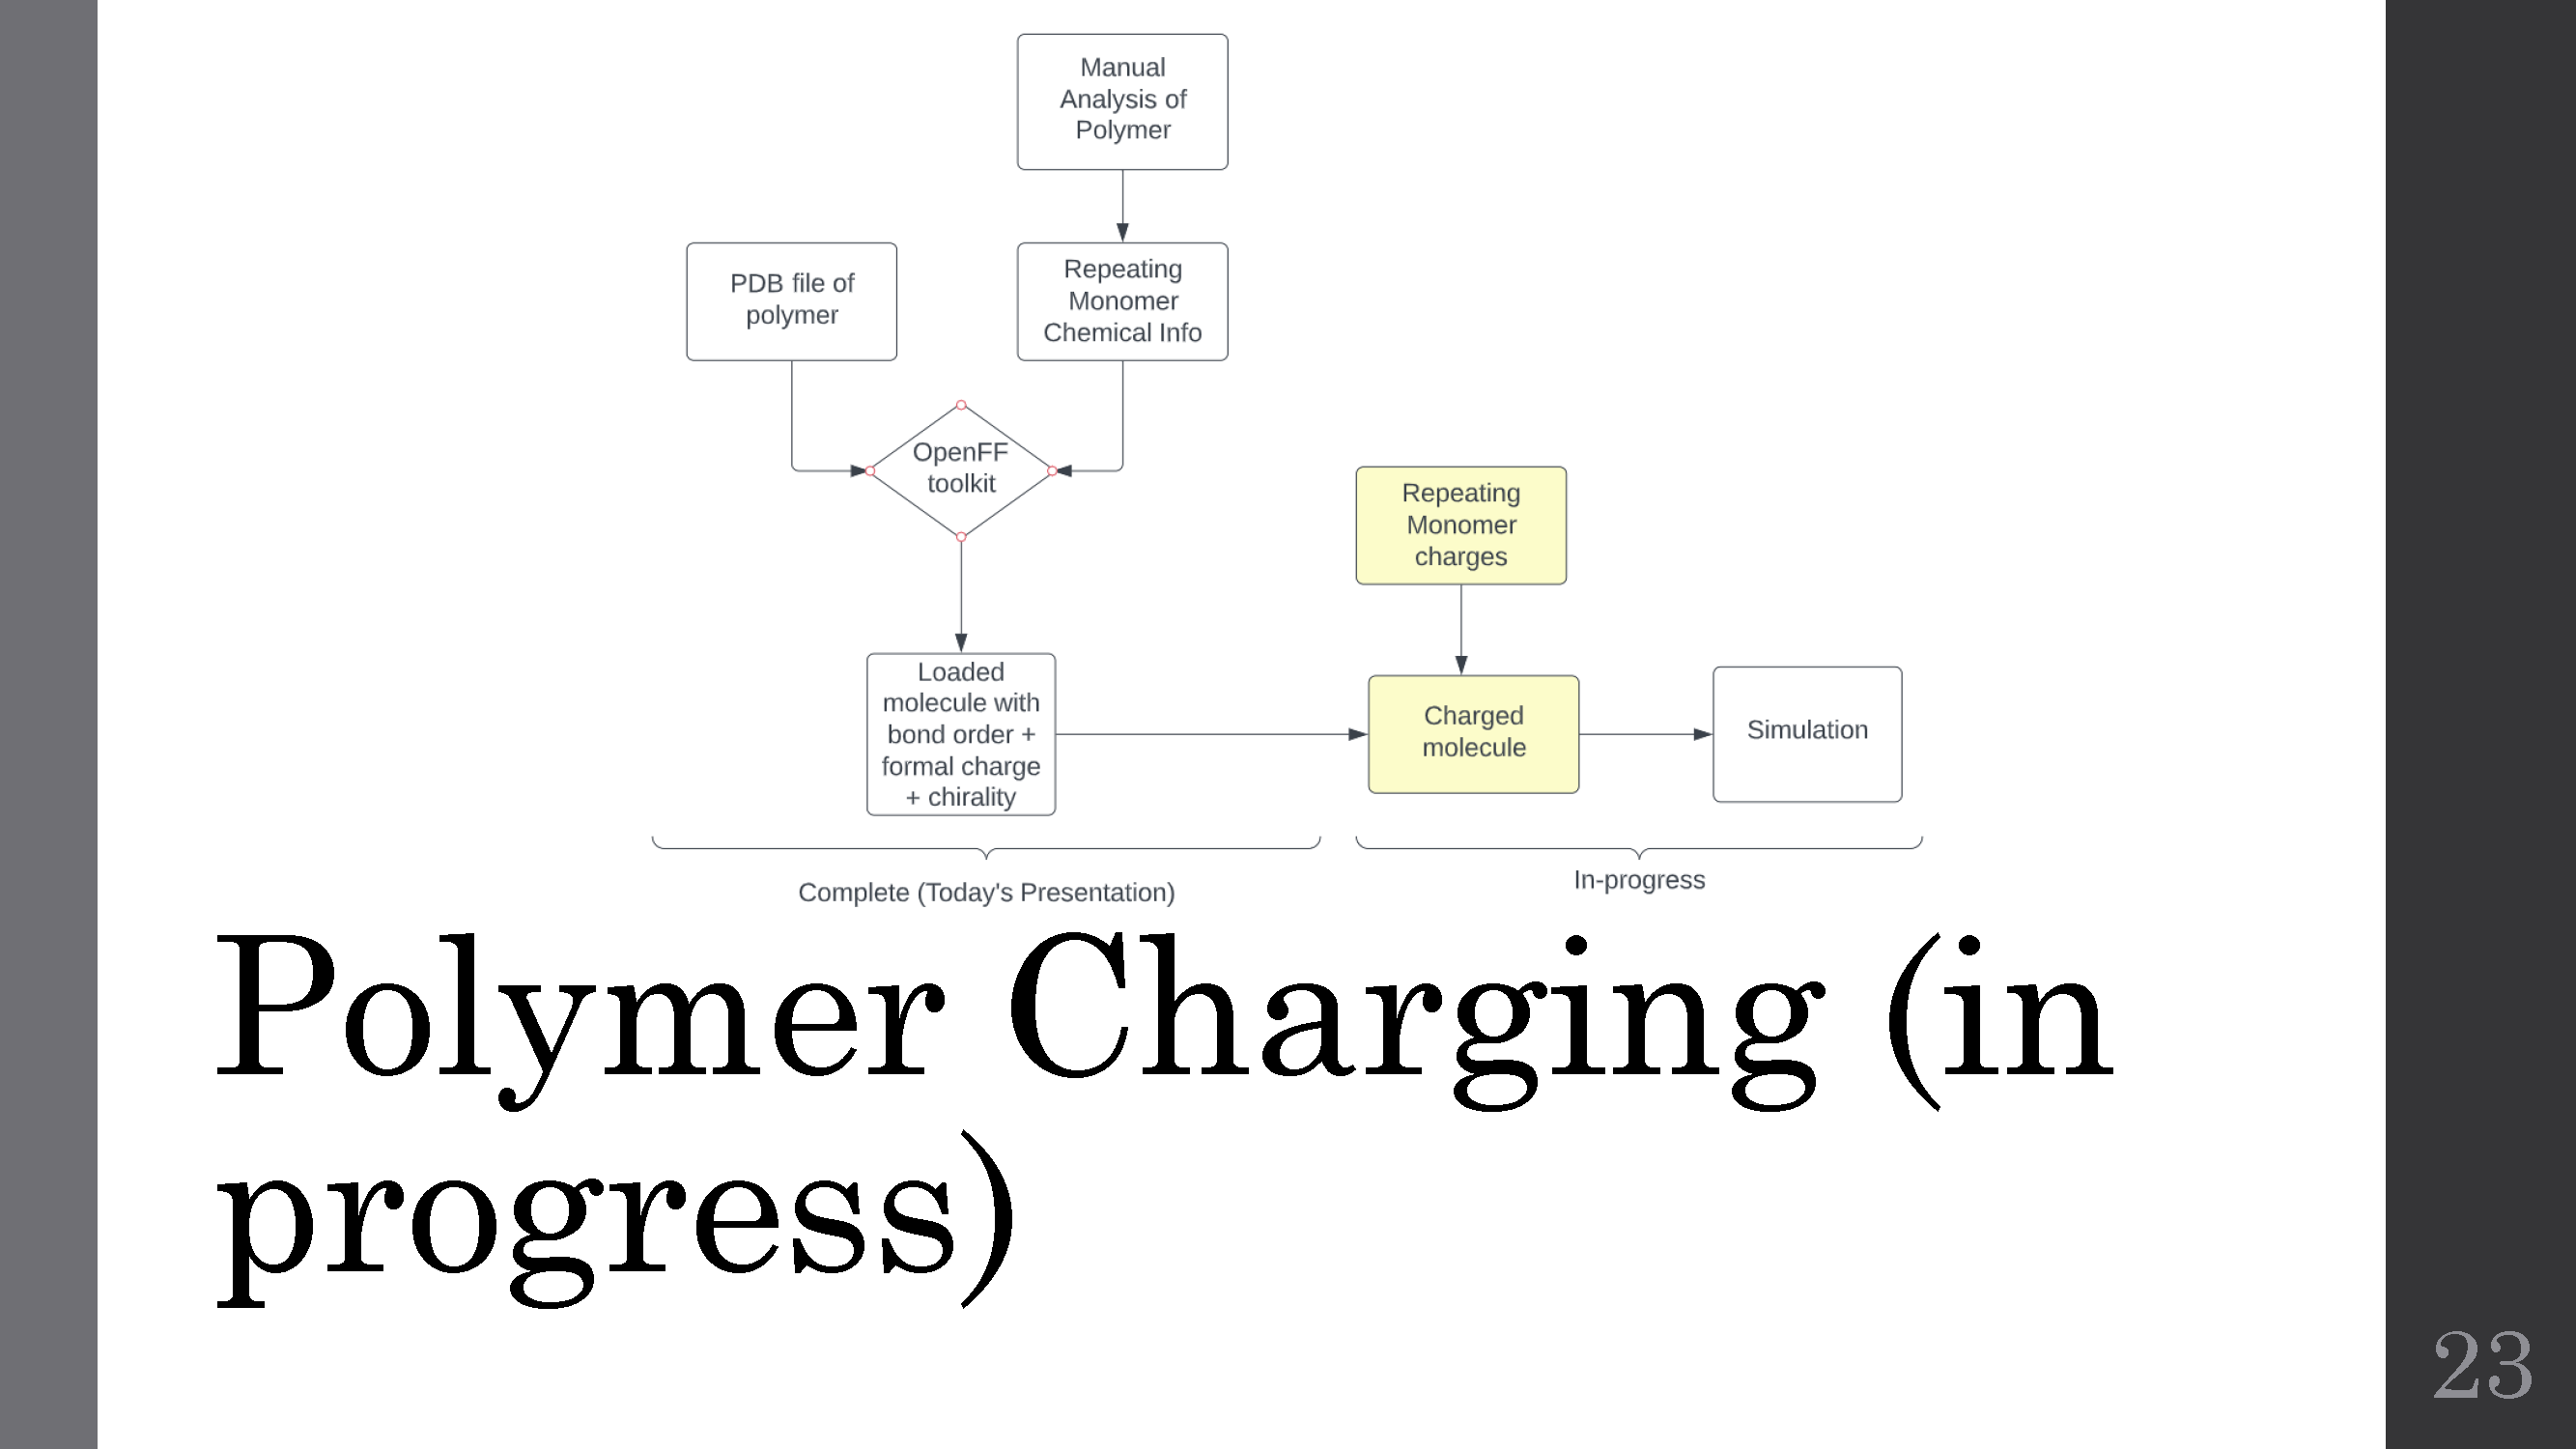 Manual
Analysis of
Polymer
PDB file of
polymer
Repeating
Monomer
Chemical Info
OpenFF
toolkit
Repeating
Monomer
charges
Loaded
molecule with
bond order +
formal charge
+ chirality
Charged
molecule
Simulation
Complete (Today's Presentation)
In-progress
Polymer Charging (in
progress)
23